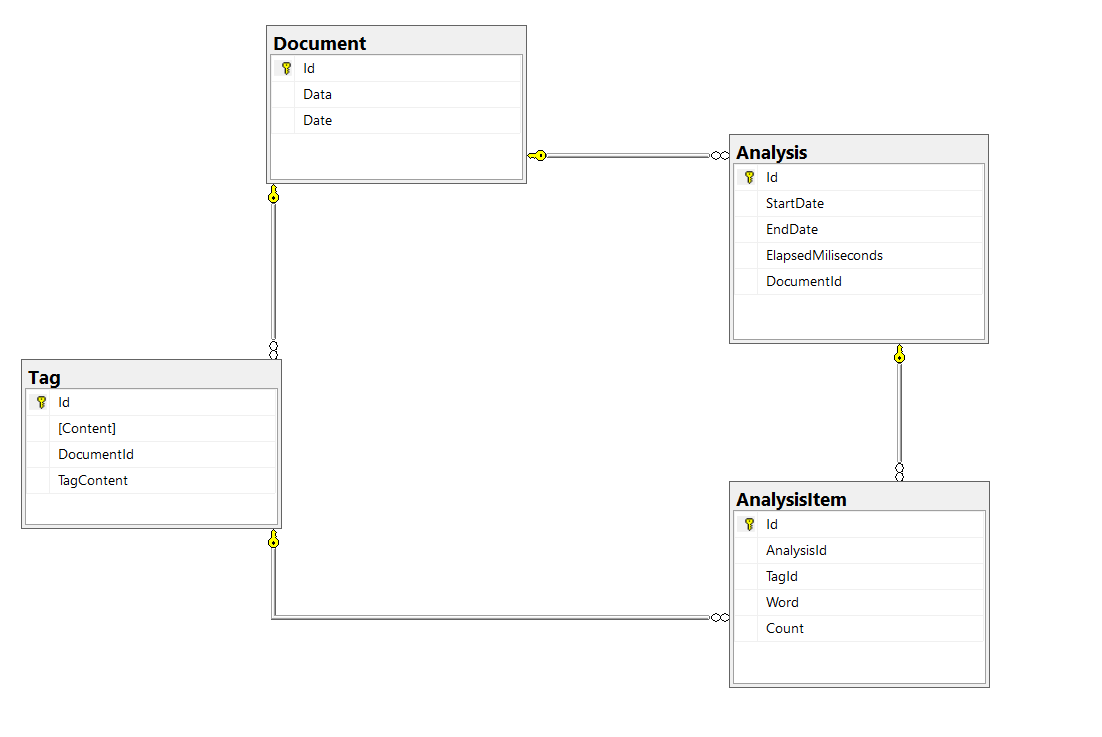 Document
Id
Data
Date
Analysis
Id
StartDate
EndDate
ElapsedMiliseconds
DocumentId
Tag
Id
[Content]
DocumentId
TagContent
AnalysisItem
Id
AnalysisId
TagId
Word
Count